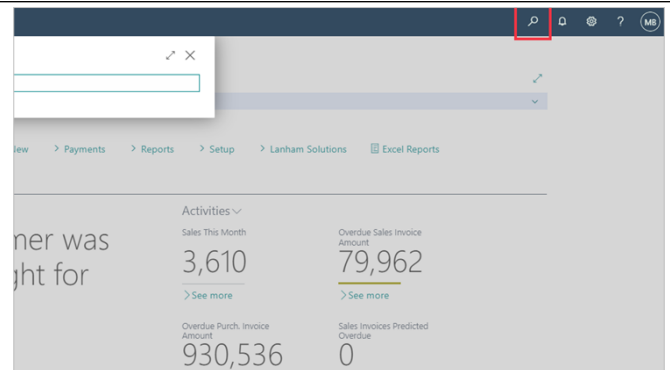 ? MB
New > Payments > Reports > Setup > Lanham Solutions Excel Reports
Activities
mer was
ght for
Sales This Month
3,610
>See more
Overdue Sales Invoice
Amount
79,962
>See more
Overdue Purch. Invoice
Amount
930,536
Sales Invoices Predicted
Overdue
0